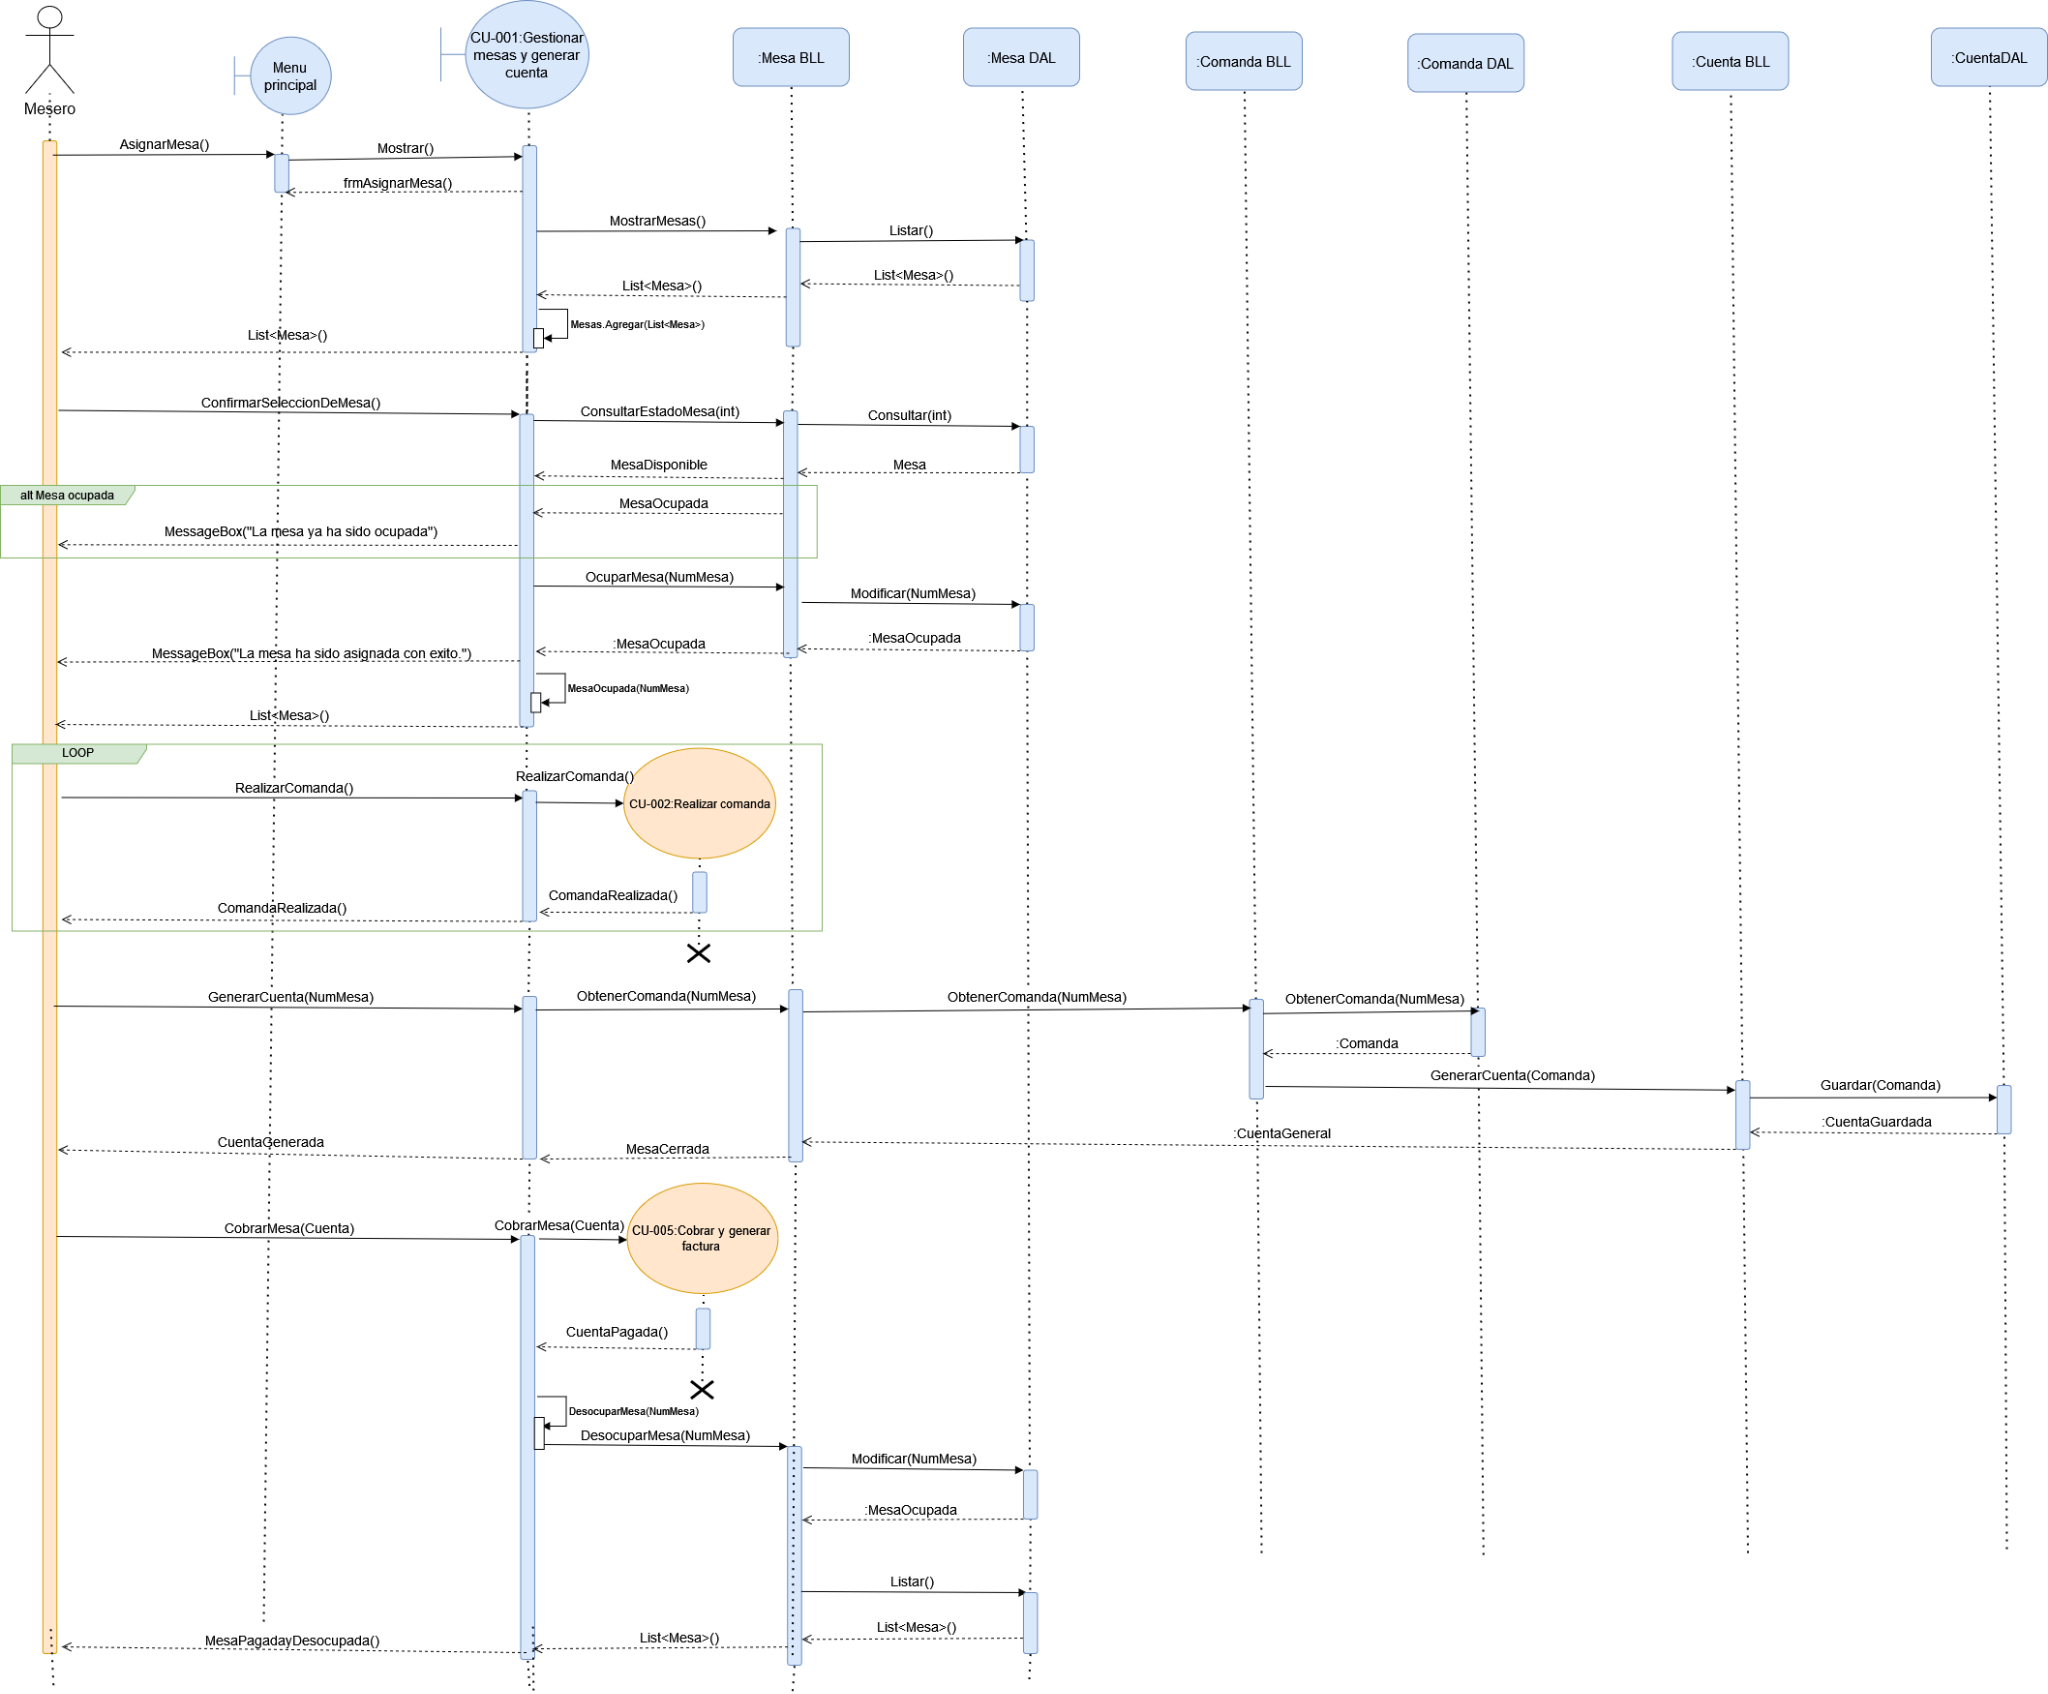 Mesero
Menu
principal
CU-001:Gestionar
mesas y generar
cuenta
:Mesa BLL
:Mesa DAL
:Comanda BLL
:Comanda DAL
:Cuenta BLL
:CuentaDAL
AsignarMesa()
Mostrar()
frmAsignarMesa()
MostrarMesas()
Listar()
List<Mesa>()
List<Mesa>()
Mesas.Agregar(List<Mesa>)
List<Mesa>()
ConfirmarSeleccionDeMesa()
ConsultarEstadoMesa(int)
Consultar(int)
MesaDisponible
Mesa
alt Mesa ocupada
MesaOcupada
MessageBox("La mesa ya ha sido ocupada")
OcuparMesa(NumMesa)
Modificar(NumMesa)
:MesaOcupada
:MesaOcupada
MessageBox("La mesa ha sido asignada con exito.")
MesaOcupada(NumMesa)
List<Mesa>()
LOOP
RealizarComanda()
RealizarComanda()
CU-002:Realizar comanda
ComandaRealizada()
ComandaRealizada()
GenerarCuenta(NumMesa)
ObtenerComanda(NumMesa)
ObtenerComanda(NumMesa)
ObtenerComanda(NumMesa)
:Comanda
GenerarCuenta(Comanda)
Guardar(Comanda)
:CuentaGuardada
:CuentaGeneral
MesaCerrada
CuentaGenerada
CobrarMesa(Cuenta)
CobrarMesa(Cuenta)
CU-005:Cobrar y generar
factura
CuentaPagada()
DesocuparMesa(NumMesa)
DesocuparMesa(NumMesa)
Modificar(NumMesa)
:MesaOcupada
Listar()
List<Mesa>()
List<Mesa>()
MesaPagadayDesocupada()